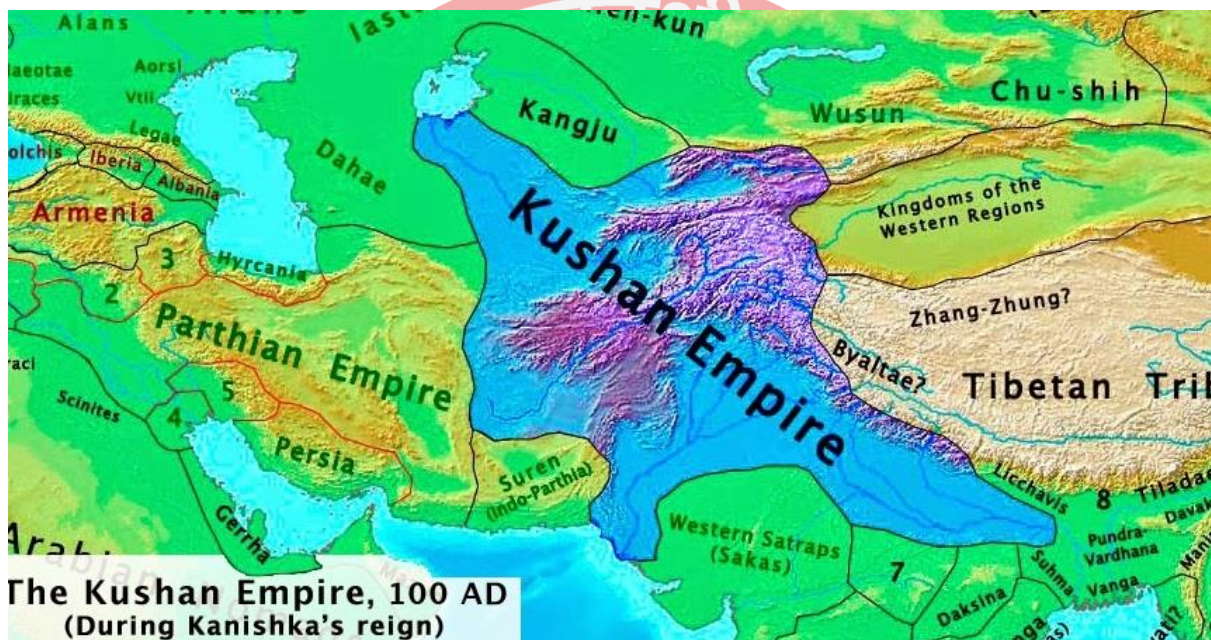 Alans
Aorsi
Vtii
Legae
Iberia
Albania
Armenia
Dahae
Kangju
Wusun
Chu-shih
Kingdoms of the
Western Regions
Hyrcania
3
2
Parthian Empire
Kushan Empire
Zhang-Zhung?
Byaltae?
Tibetan
5
4
Scinites
Persia
Suren
(Indo-Parthia)
Gerrha
Western Satraps
(Sakas)
Licchavis
8
7
Pundra-
Vardhana
Suhma
Vanga
Daksina
The Kushan Empire, 100 AD
(During Kanishka's reign)